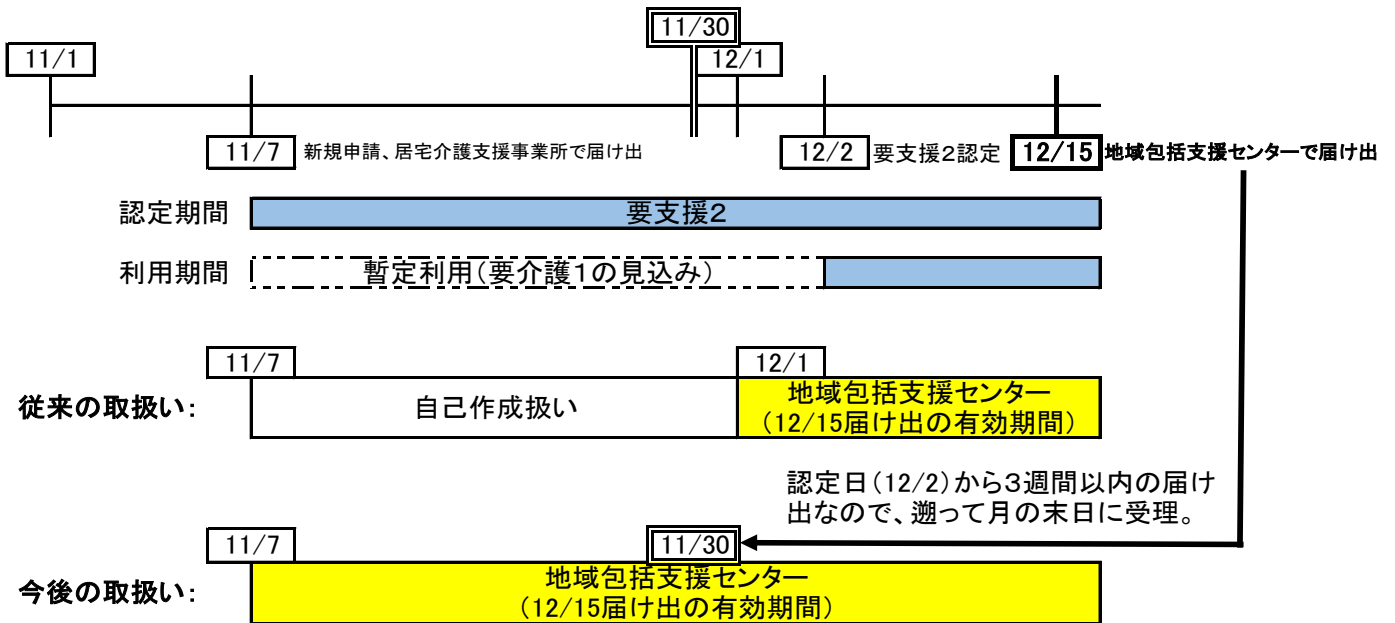 11/30
11/1
12/1
11/7 新規申請、居宅介護支援事業所で届け出
12/2 要支援2認定
12/15 地域包括支援センターで届け出
認定期間
要支援2
利用期間
暫定利用(要介護1の見込み)
11/7
12/1
従来の取扱い:
自己作成扱い
地域包括支援センター
(12/15届け出の有効期間)
認定日(12/2)から3週間以内の届け
出なので、遡って月の末日に受理。
11/7
11/30
今後の取扱い:
地域包括支援センター
(12/15届け出の有効期間)